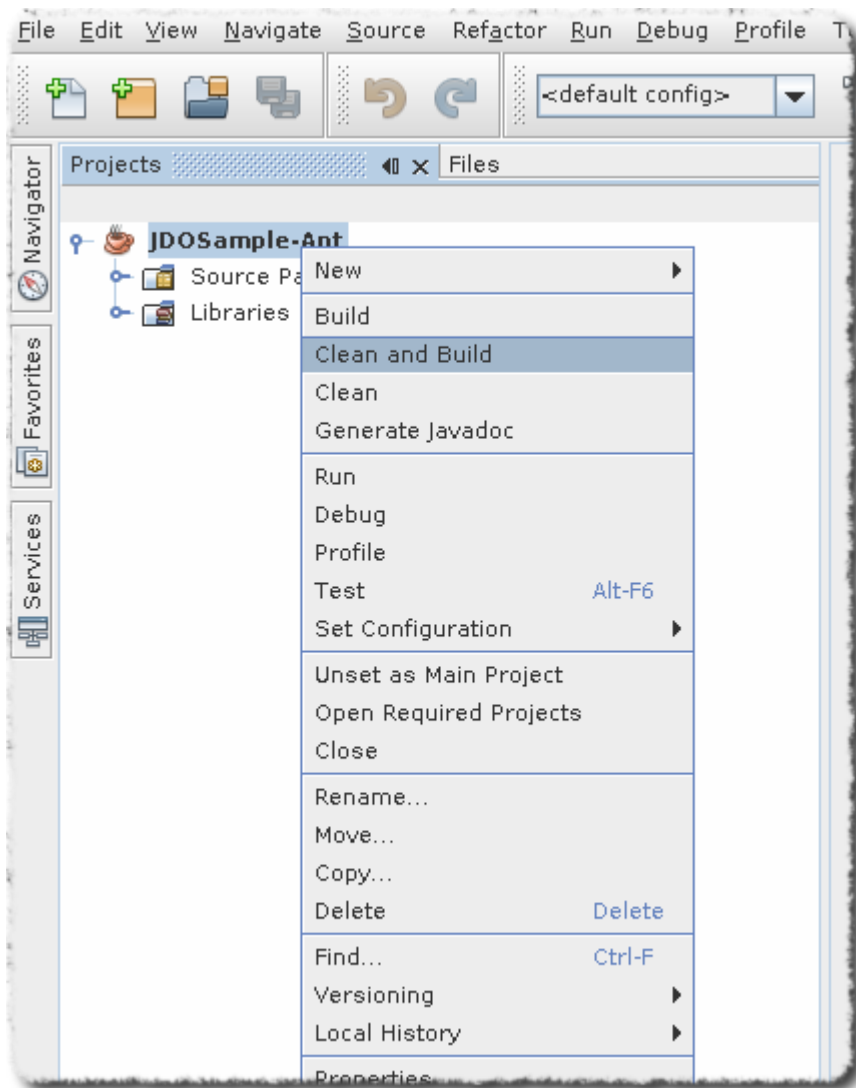 File Edit View Navigate Source Refactor Run Debug Profile
<default config>
Projects Files
Navigator
Favorites
Services
JDOSample-Ant
Source
Libraries
New
Build
Clean and Build
Clean
Generate Javadoc
Run
Debug
Profile
Test Alt-F6
Set Configuration
Unset as Main Project
Open Required Projects
Close
Rename...
Move...
Copy...
Delete Delete
Find... Ctrl-F
Versioning
Local History
Properties